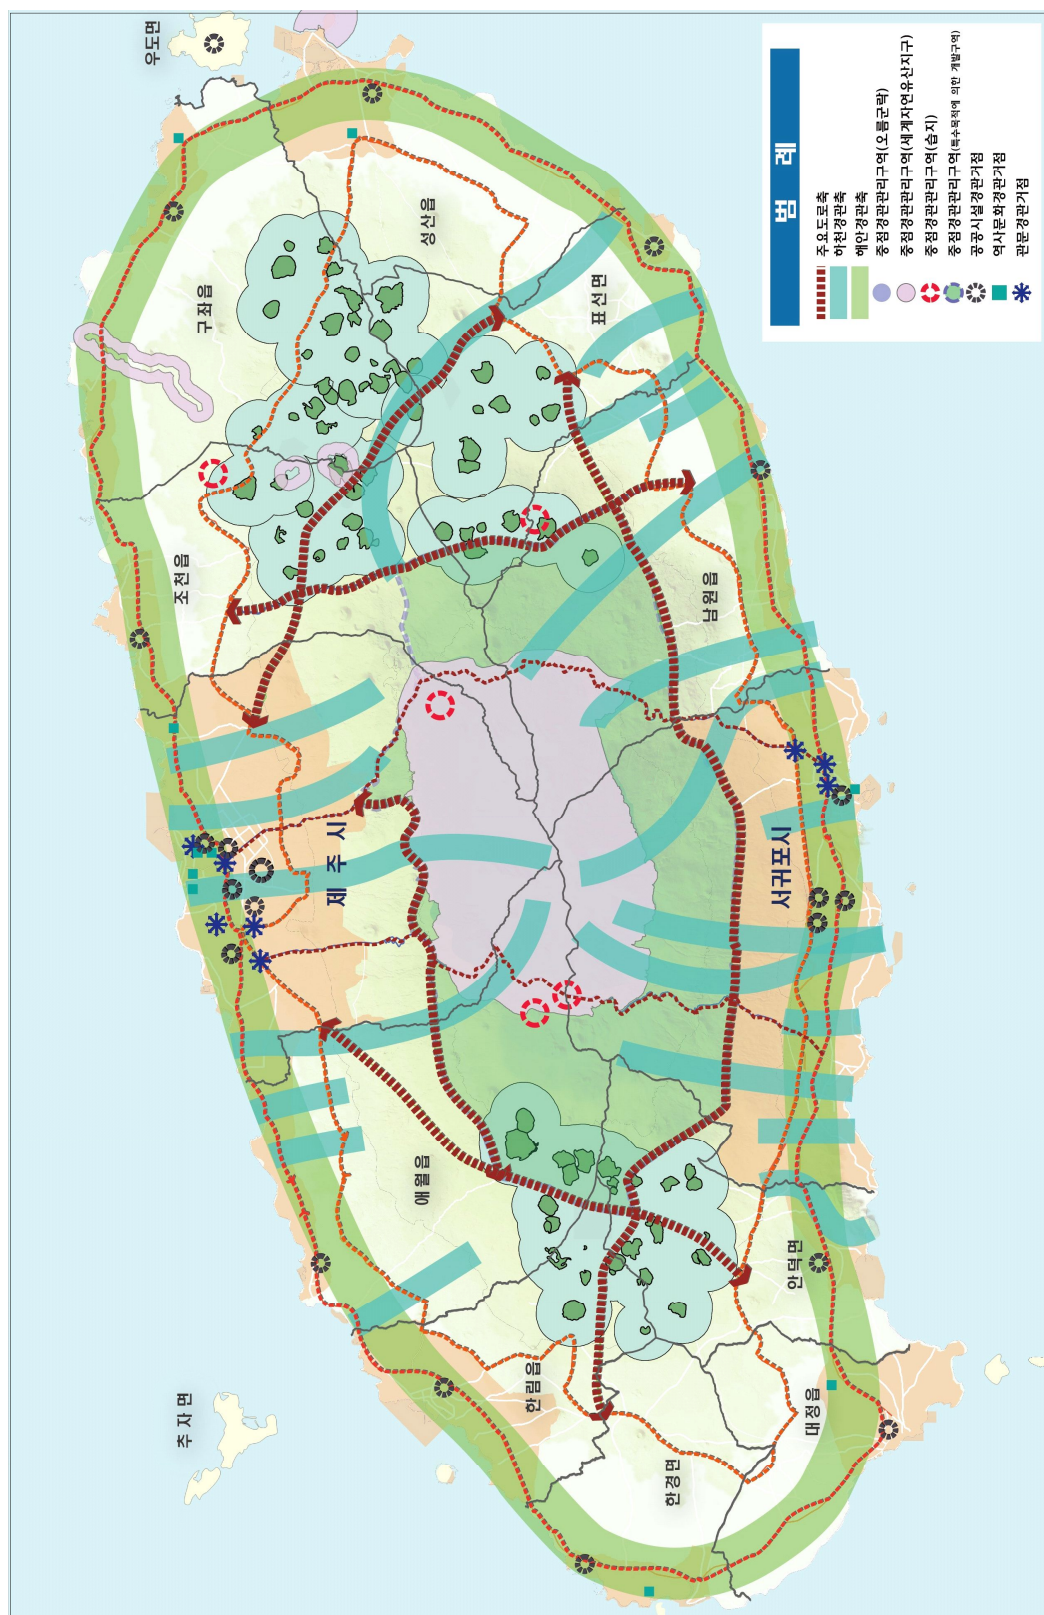 추자면
한림읍
한경면
대정읍
안덕면
애월읍
제주시
서귀포시
조천읍
남원읍
구좌읍
성산읍
표선면
우도면
범례
주요도로축
하천경관축
해안경관축
중점경관관리구역(오름군락)
중점경관관리구역(세계자연유산지구)
중점경관관리구역(습지)
중점경관관리구역(특수목적에 의한 개발구역)
공공시설경관거점
역사문화경관거점
관문경관거점